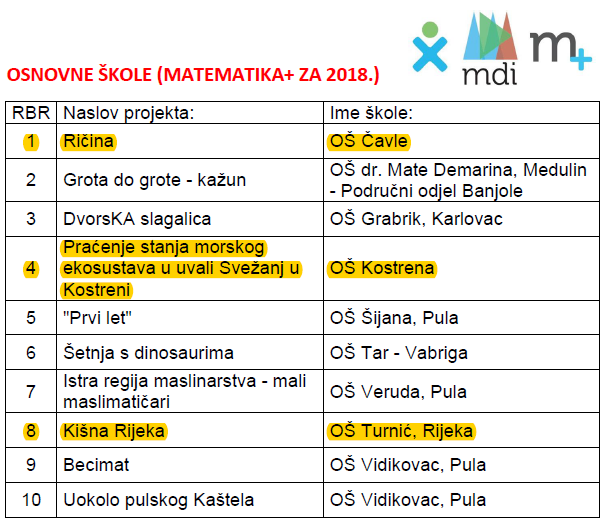 mdi
m+
OSNOVNE ŠKOLE (MATEMATIKA+ ZA 2018.)
RBR Naslov projekta: Ime škole:
1 Ričina OŠ Čavle
2 Grota do grote - kažun OŠ dr. Mate Demarina, Medulin
- Područni odjel Banjole
3 DvorsKA slagalica OŠ Grabrik, Karlovac
Praćenje stanja morskog
4 ekosustava u uvali Svežanj u OŠ Kostrena
Kostreni
5 "Prvi let" OŠ Šijana, Pula
6 Šetnja s dinosaurima OŠ Tar - Vabriga
7 Istra regija maslinarstva - mali OŠ Veruda, Pula
maslimatičari
8 Kišna Rijeka OŠ Turnić, Rijeka
9 Becimat OŠ Vidikovac, Pula
10 Uokolo pulskog Kaštela OŠ Vidikovac, Pula